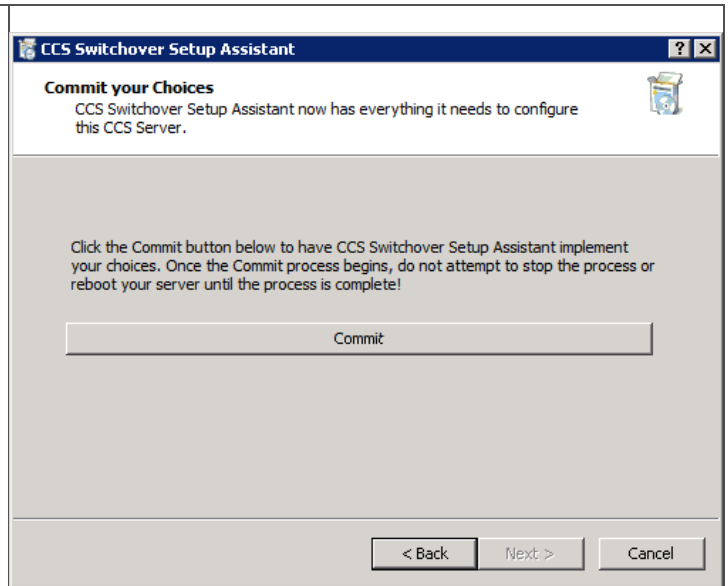 CCS Switchover Setup Assistant
Commit your Choices
CCS Switchover Setup Assistant now has everything it needs to configure
this CCS Server.
Click the Commit button below to have CCS Switchover Setup Assistant implement
your choices. Once the Commit process begins, do not attempt to stop the process or
reboot your server until the process is complete!
Commit
< Back Next > Cancel